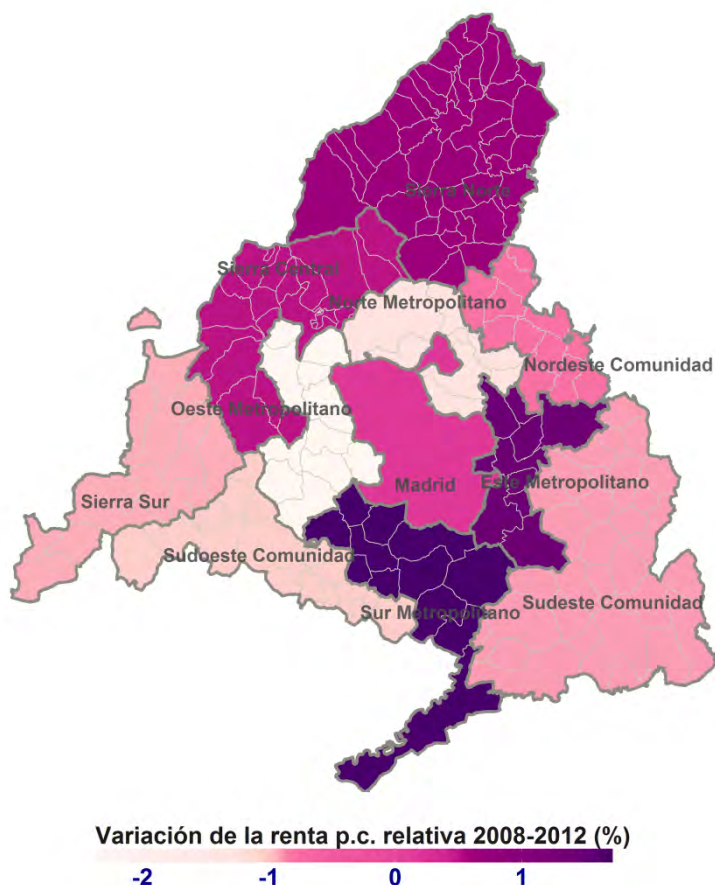 Sierra Norte
Sierra Central
Norte Metropolitano
Nordeste Comunidad
Oeste Metropolitano
Madrid
Este Metropolitano
Sierra Sur
Sudoeste Comunidad
Sur Metropolitano
Sudeste Comunidad
Variación de la renta p.c. relativa 2008-2012 (%)
-2 -1 0 1